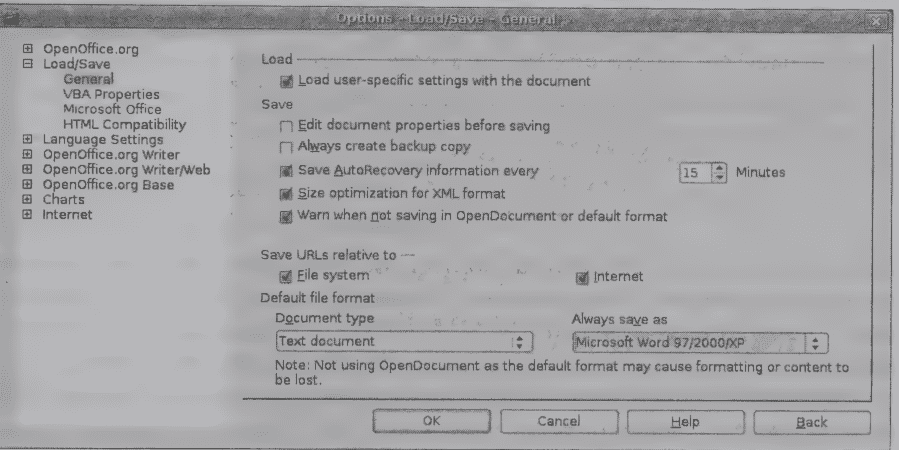 Options - Load/Save - General
OpenOffice.org
Load/Save
General
VBA Properties
Microsoft Office
HTML Compatibility
Language Settings
OpenOffice.org Writer
OpenOffice.org Writer/Web
OpenOffice.org Base
Charts
Internet
Load
Load user-specific settings with the document
Save
Edit document properties before saving
Always create backup copy
Save AutoRecovery information every 15 Minutes
Size optimization for XML format
Warn when not saving in OpenDocument or default format
Save URLs relative to
File system Internet
Default file format
Document type Always save as
Text document Microsoft Word 97/2000/XP
Note: Not using OpenDocument as the default format may cause formatting or content to
be lost.
OK Cancel Help Back